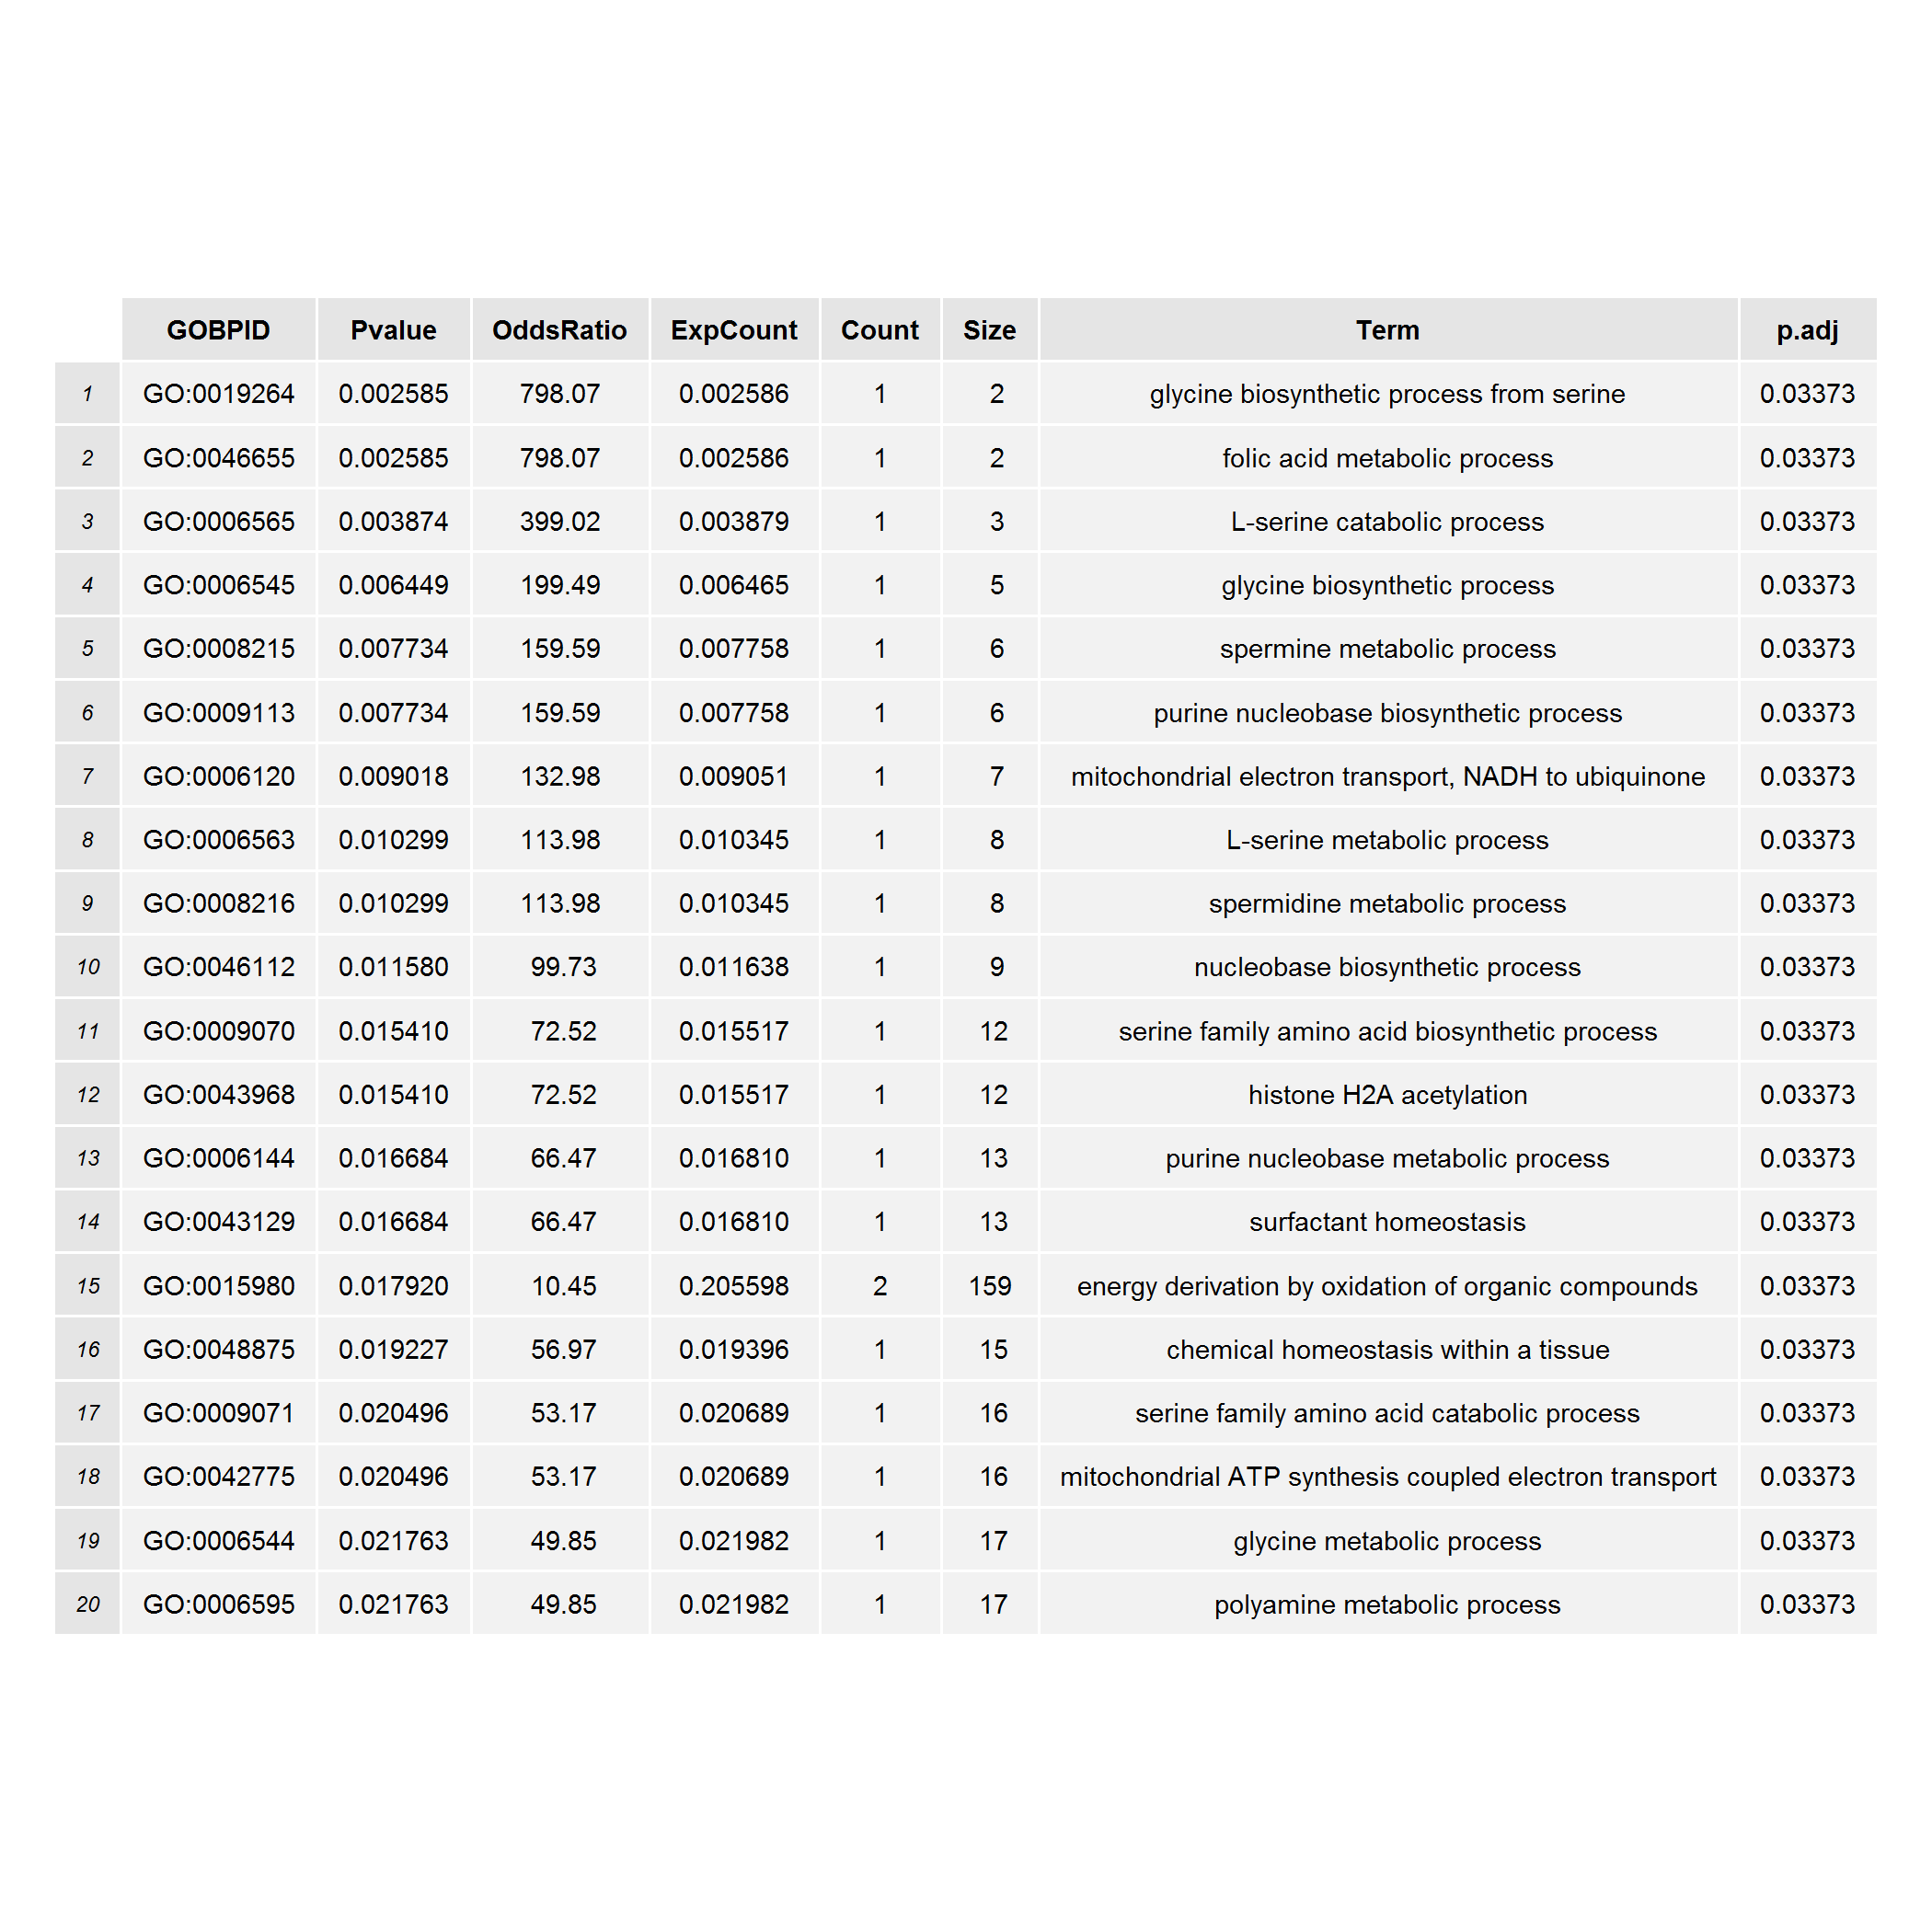 GOBPID Pvalue OddsRatio ExpCount Count Size Term p.adj
1 GO:0019264 0.002585 798.07 0.002586 1 2 glycine biosynthetic process from serine 0.03373
2 GO:0046655 0.002585 798.07 0.002586 1 2 folic acid metabolic process 0.03373
3 GO:0006565 0.003874 399.02 0.003879 1 3 L-serine catabolic process 0.03373
4 GO:0006545 0.006449 199.49 0.006465 1 5 glycine biosynthetic process 0.03373
5 GO:0008215 0.007734 159.59 0.007758 1 6 spermine metabolic process 0.03373
6 GO:0009113 0.007734 159.59 0.007758 1 6 purine nucleobase biosynthetic process 0.03373
7 GO:0006120 0.009018 132.98 0.009051 1 7 mitochondrial electron transport, NADH to ubiquinone 0.03373
8 GO:0006563 0.010299 113.98 0.010345 1 8 L-serine metabolic process 0.03373
9 GO:0008216 0.010299 113.98 0.010345 1 8 spermidine metabolic process 0.03373
10 GO:0046112 0.011580 99.73 0.011638 1 9 nucleobase biosynthetic process 0.03373
11 GO:0009070 0.015410 72.52 0.015517 1 12 serine family amino acid biosynthetic process 0.03373
12 GO:0043968 0.015410 72.52 0.015517 1 12 histone H2A acetylation 0.03373
13 GO:0006144 0.016684 66.47 0.016810 1 13 purine nucleobase metabolic process 0.03373
14 GO:0043129 0.016684 66.47 0.016810 1 13 surfactant homeostasis 0.03373
15 GO:0015980 0.017920 10.45 0.205598 2 159 energy derivation by oxidation of organic compounds 0.03373
16 GO:0048875 0.019227 56.97 0.019396 1 15 chemical homeostasis within a tissue 0.03373
17 GO:0009071 0.020496 53.17 0.020689 1 16 serine family amino acid catabolic process 0.03373
18 GO:0042775 0.020496 53.17 0.020689 1 16 mitochondrial ATP synthesis coupled electron transport 0.03373
19 GO:0006544 0.021763 49.85 0.021982 1 17 glycine metabolic process 0.03373
20 GO:0006595 0.021763 49.85 0.021982 1 17 polyamine metabolic process 0.03373